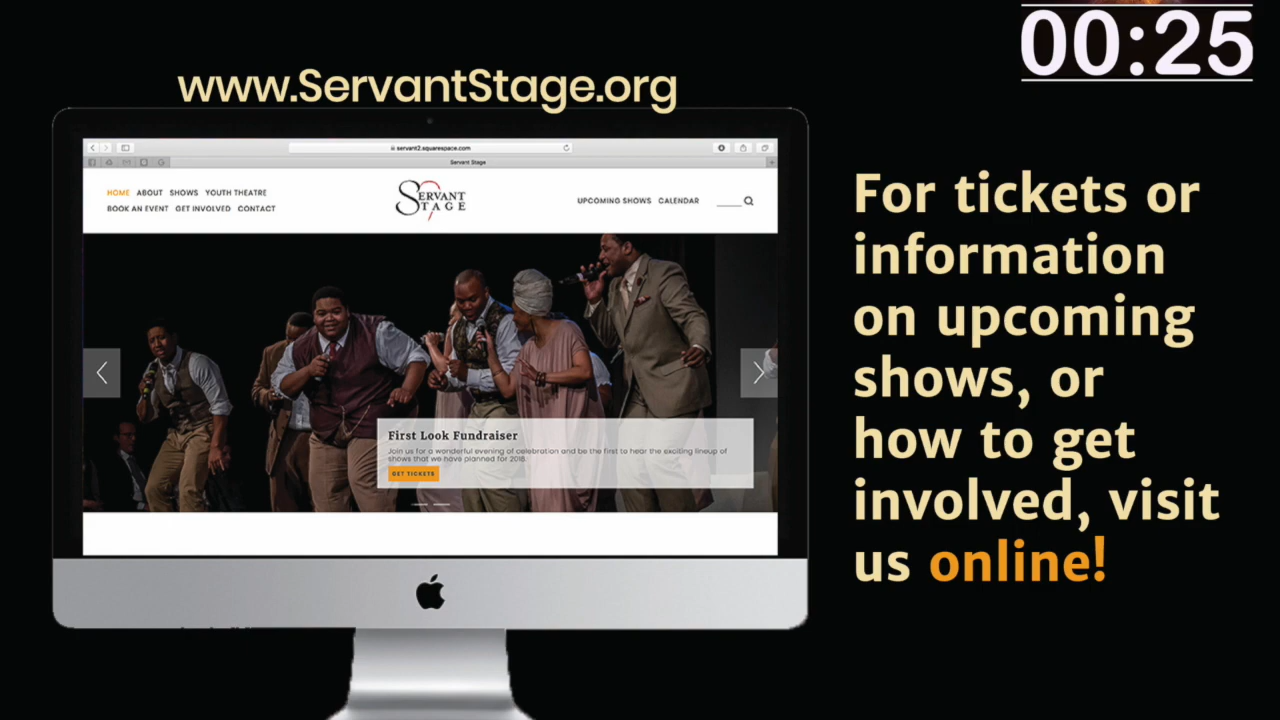 00:25
www.ServantStage.org
servant2.squarespace.com
Servant Stage
HOME ABOUT SHOWS YOUTH THEATRE
BOOK AN EVENT GET INVOLVED CONTACT
SERVANT
STAGE
UPCOMING SHOWS CALENDAR
First Look Fundraiser
Join us for a wonderful evening of celebration and be the first to hear the exciting lineup of
shows that we have planned for 2018.
GET TICKETS
For tickets or
information
on upcoming
shows, or
how to get
involved, visit
us online!